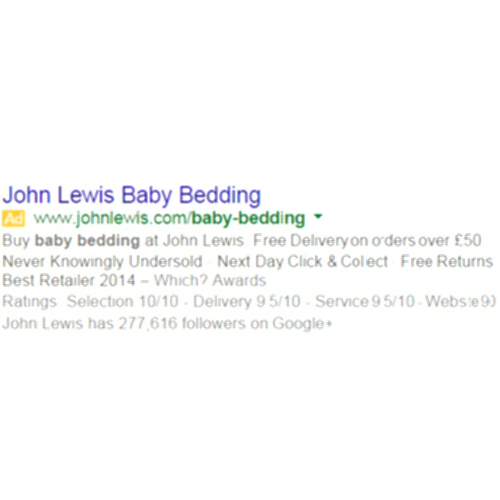 John Lewis Baby Bedding
Ad www.johnlewis.com/baby-bedding
Buy baby bedding at John Lewis Free Delivery on orders over £50
Never Knowingly Undersold Next Day Click & Collect · Free Returns
Best Retailer 2014 – Which? Awards
Ratings Selection 10/10 - Delivery 9.5/10 - Service 9.5/10 - Website
John Lewis has 277,616 followers on Google+